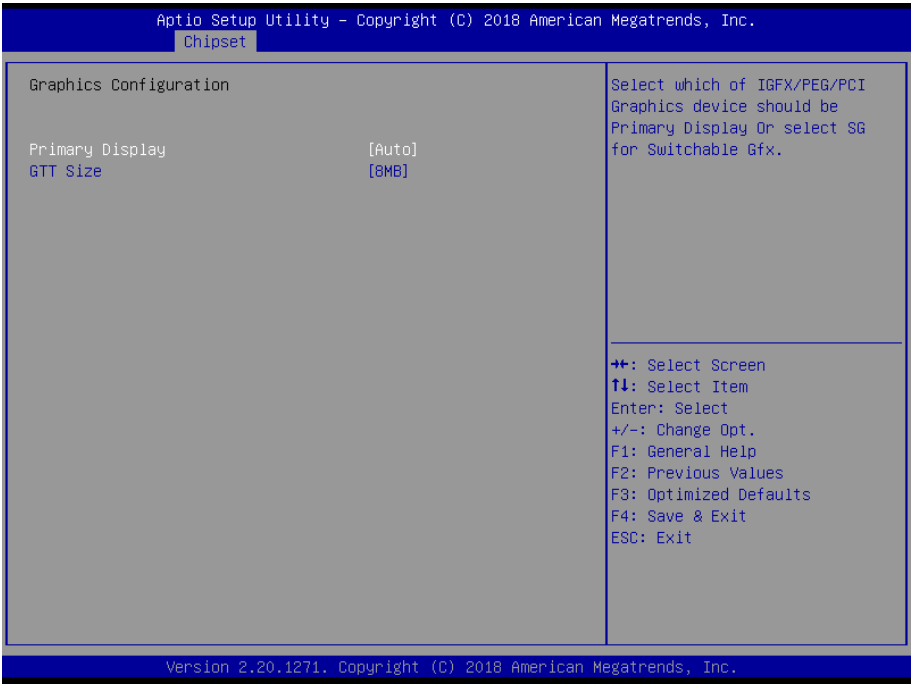 Aptio Setup Utility – Copyright (C) 2018 American Megatrends, Inc.
Chipset
Graphics Configuration
Primary Display [Auto]
GTT Size [8MB]
Select which of IGFX/PEG/PCI
Graphics device should be
Primary Display Or select SG
for Switchable Gfx.
→←: Select Screen
↑↓: Select Item
Enter: Select
+/-: Change Opt.
F1: General Help
F2: Previous Values
F3: Optimized Defaults
F4: Save & Exit
ESC: Exit
Version 2.20.1271. Copyright (C) 2018 American Megatrends, Inc.